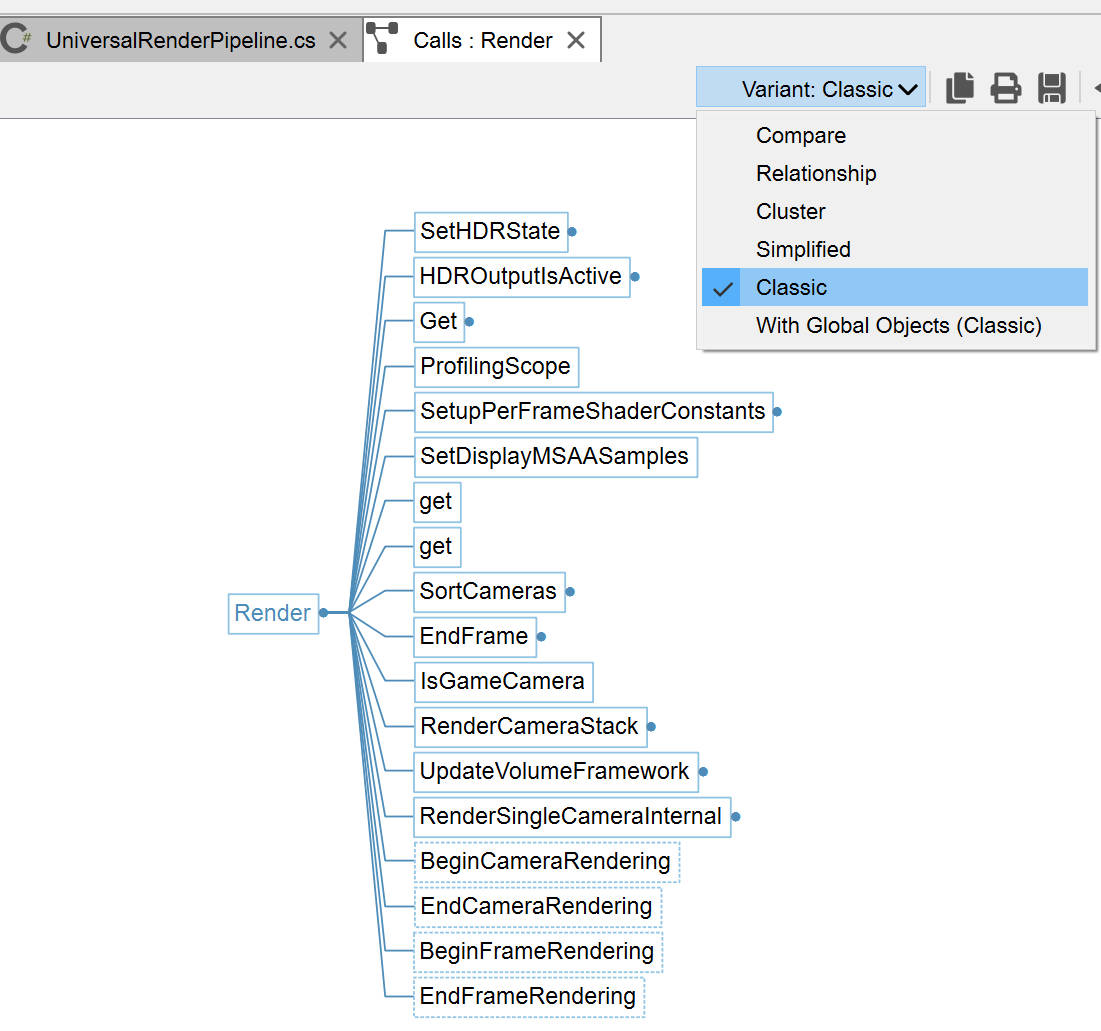 C# UniversalRenderPipeline.cs
Calls : Render
Variant: Classic
Compare
Relationship
Cluster
Simplified
Classic
With Global Objects (Classic)
Render
SetHDRState
HDROutputIsActive
Get
ProfilingScope
SetupPerFrameShaderConstants
SetDisplayMSAASamples
get
get
SortCameras
EndFrame
IsGameCamera
RenderCameraStack
UpdateVolumeFramework
RenderSingleCameraInternal
BeginCameraRendering
EndCameraRendering
BeginFrameRendering
EndFrameRendering